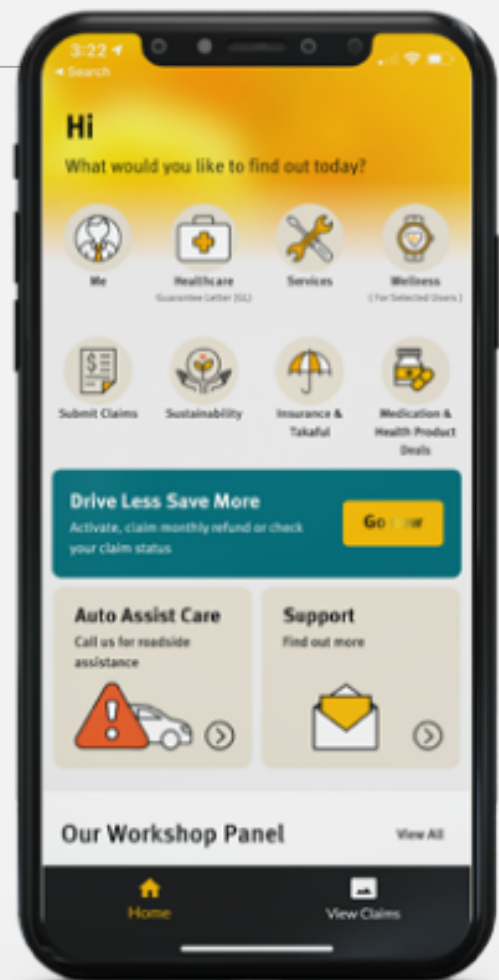 3:22
Search
Hi
What would you like to find out today?
Me
Healthcare
Guarantee Letter (GL)
Services
Wellness
( For Selected Users )
Submit Claims
Sustainability
Insurance &
Takaful
Medication &
Health Product
Deals
Drive Less Save More
Activate, claim monthly refund or check
your claim status
Go
Auto Assist Care
Call us for roadside
assistance
Support
Find out more
Our Workshop Panel
View All
Home
View Claims